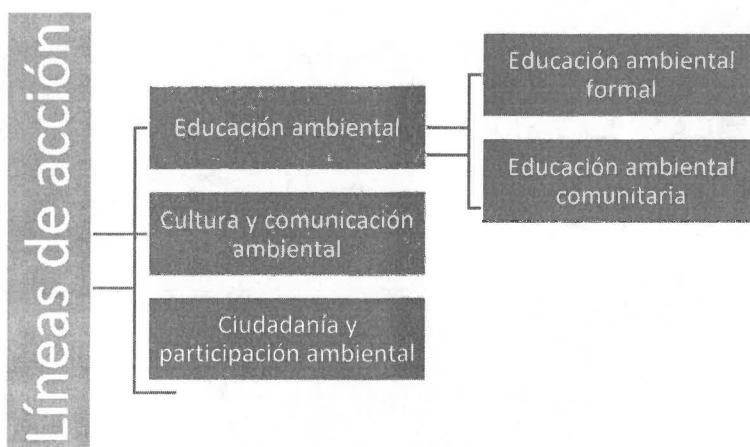 Líneas de acción
Educación ambiental
Cultura y comunicación
ambiental
Ciudadanía y
participación ambiental
Educación ambiental
formal
Educación ambiental
comunitaria